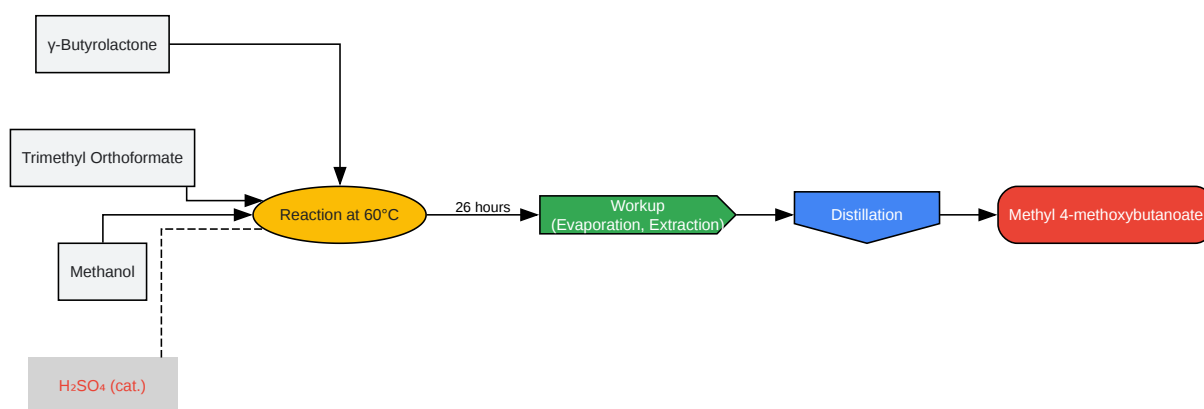 γ-Butyrolactone
Trimethyl Orthoformate
Methanol
H₂SO₄ (cat.)
Reaction at 60°C
26 hours
Workup
(Evaporation, Extraction)
Distillation
Methyl 4-methoxybutanoate